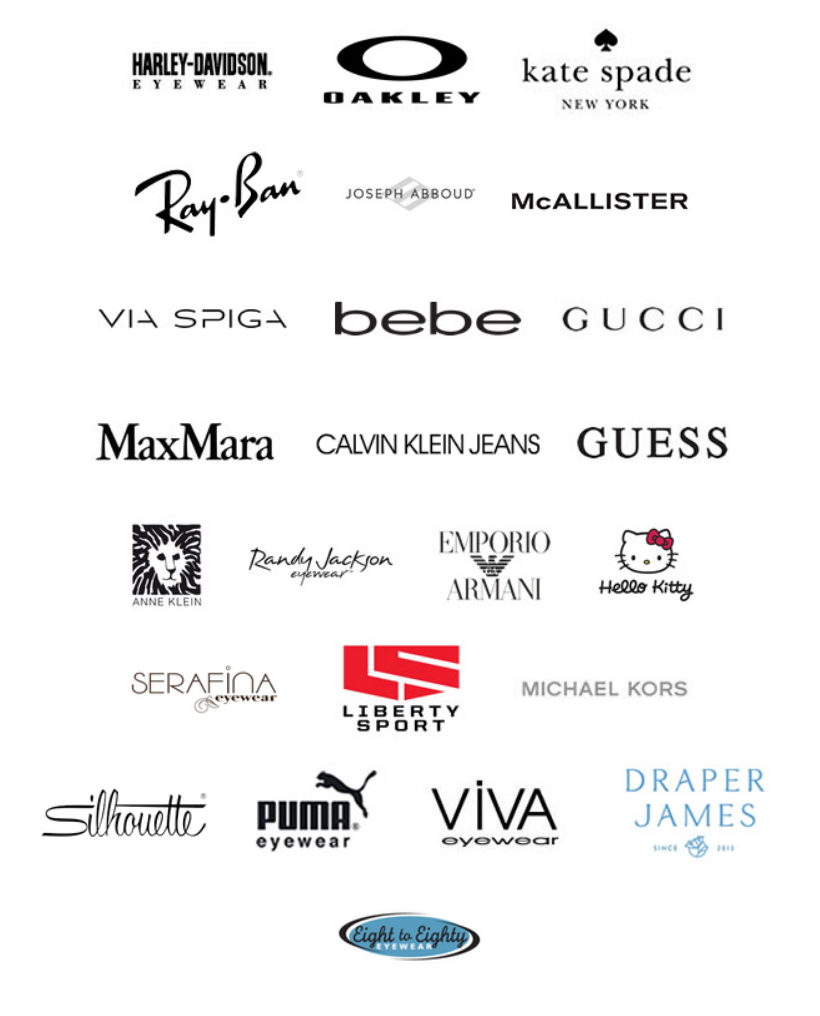 HARLEY-DAVIDSON.
EYEWEAR
OAKLEY
kate spade
NEW YORK
Ray-Ban®
JOSEPH ABBOUD
McALLISTER
VIA SPIGA
bebe
GUCCI
MaxMara
CALVIN KLEIN JEANS
GUESS
ANNE KLEIN
Randy Jackson
eyewear
EMPORIO
ARMANI
Hello Kitty
SERAFINA
eyewear
LS
LIBERTY
SPORT
MICHAEL KORS
Silhouette®
PUMA®
eyewear
VIVA
eyewear
DRAPER
JAMES
SINCE 2013
Eight to Eighty
EYEWEAR